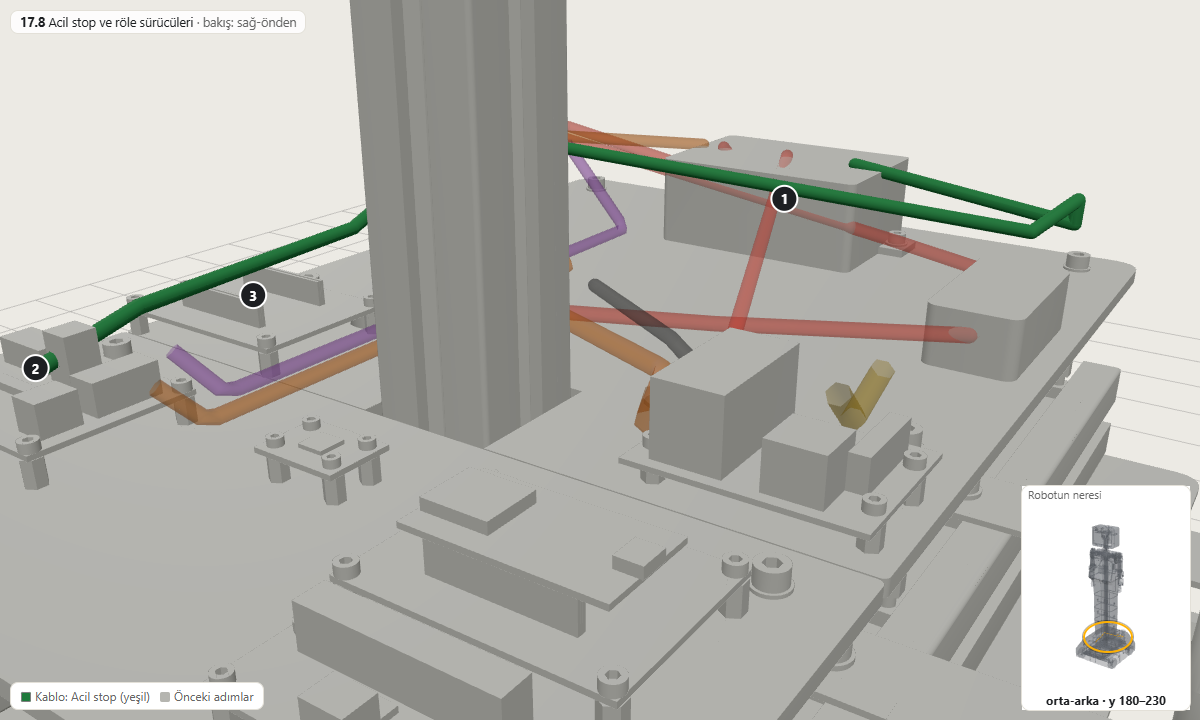 17.8 Acil stop ve röle sürücüleri · bakış: sağ-önden
1
3
2
Robotun neresi
orta-arka · y 180–230
Kablo: Acil stop (yeşil)
Önceki adımlar